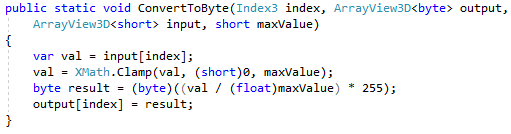 public static void ConvertToByte(Index3 index, ArrayView3D<byte> output,
    ArrayView3D<short> input, short maxValue)
{
    var val = input[index];
    val = XMath.Clamp(val, (short)0, maxValue);
    byte result = (byte)((val / (float)maxValue) * 255);
    output[index] = result;
}